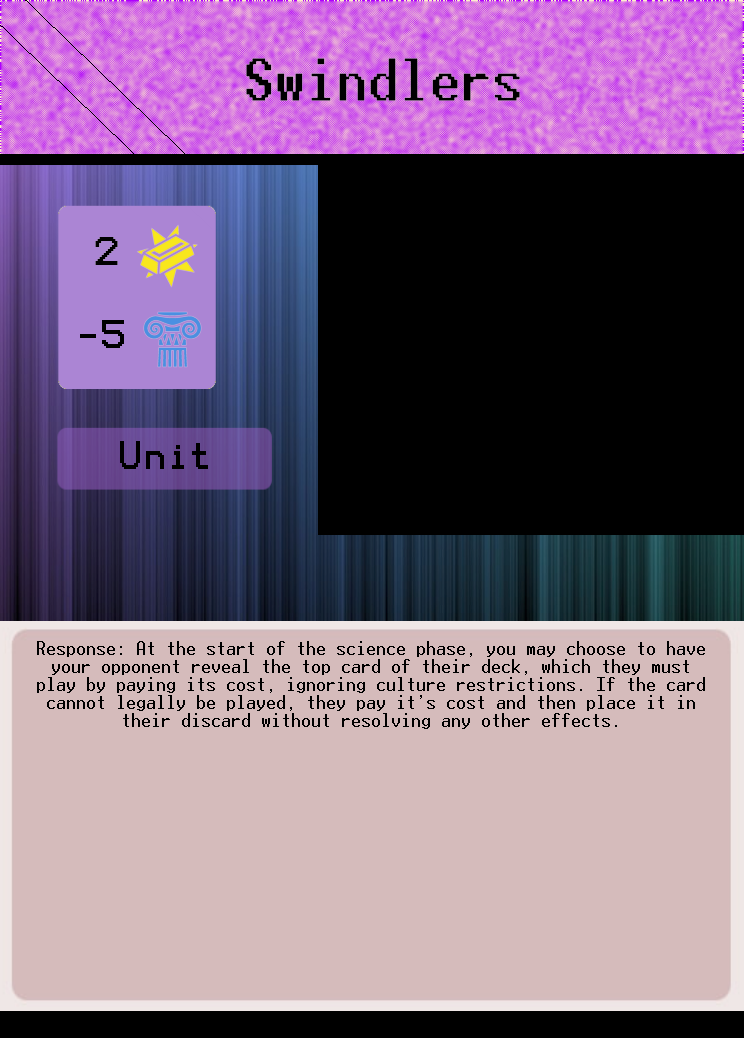 Swindlers
2
-5
Unit
Response: At the start of the science phase, you may choose to have
your opponent reveal the top card of their deck, which they must
play by paying its cost, ignoring culture restrictions. If the card
cannot legally be played, they pay it's cost and then place it in
their discard without resolving any other effects.